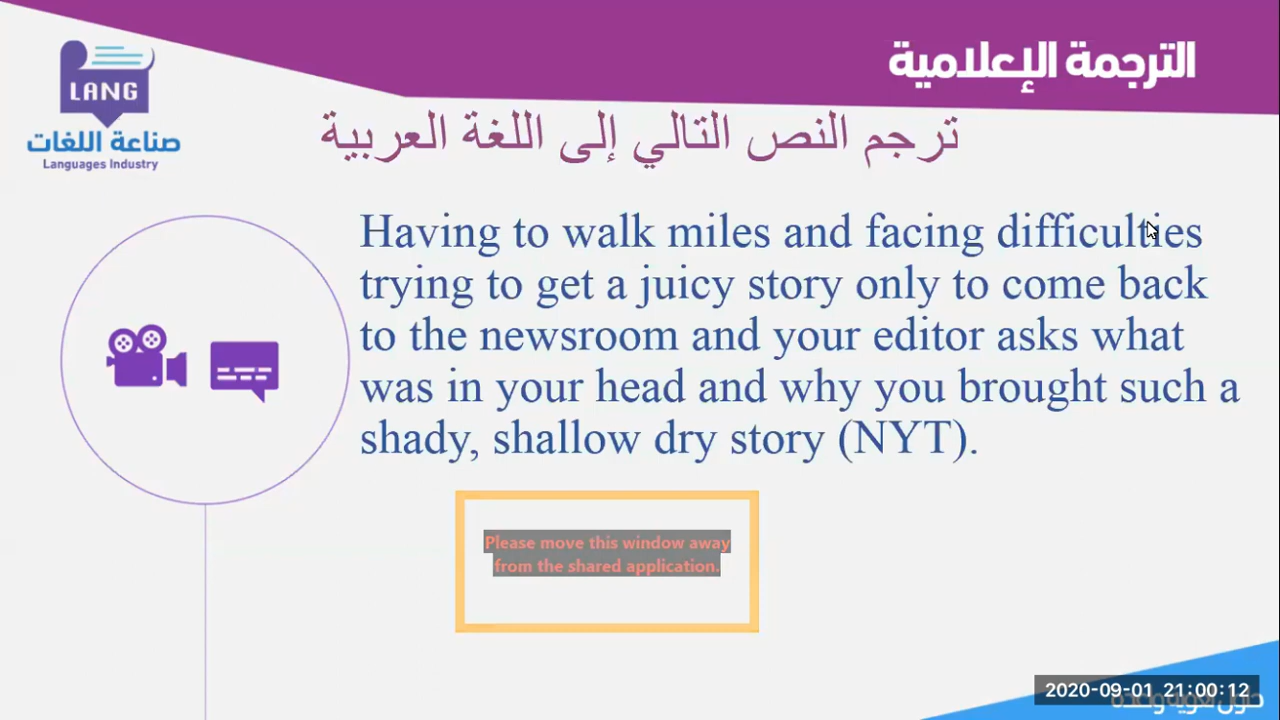 الترجمة الإعلامية
LANG
صناعة اللغات
Languages Industry
ترجم النص التالي إلى اللغة العربية
Having to walk miles and facing difficulties
trying to get a juicy story only to come back
to the newsroom and your editor asks what
was in your head and why you brought such a
shady, shallow dry story (NYT).
Please move this window away
from the shared application.
2020-09-01 21:00:12